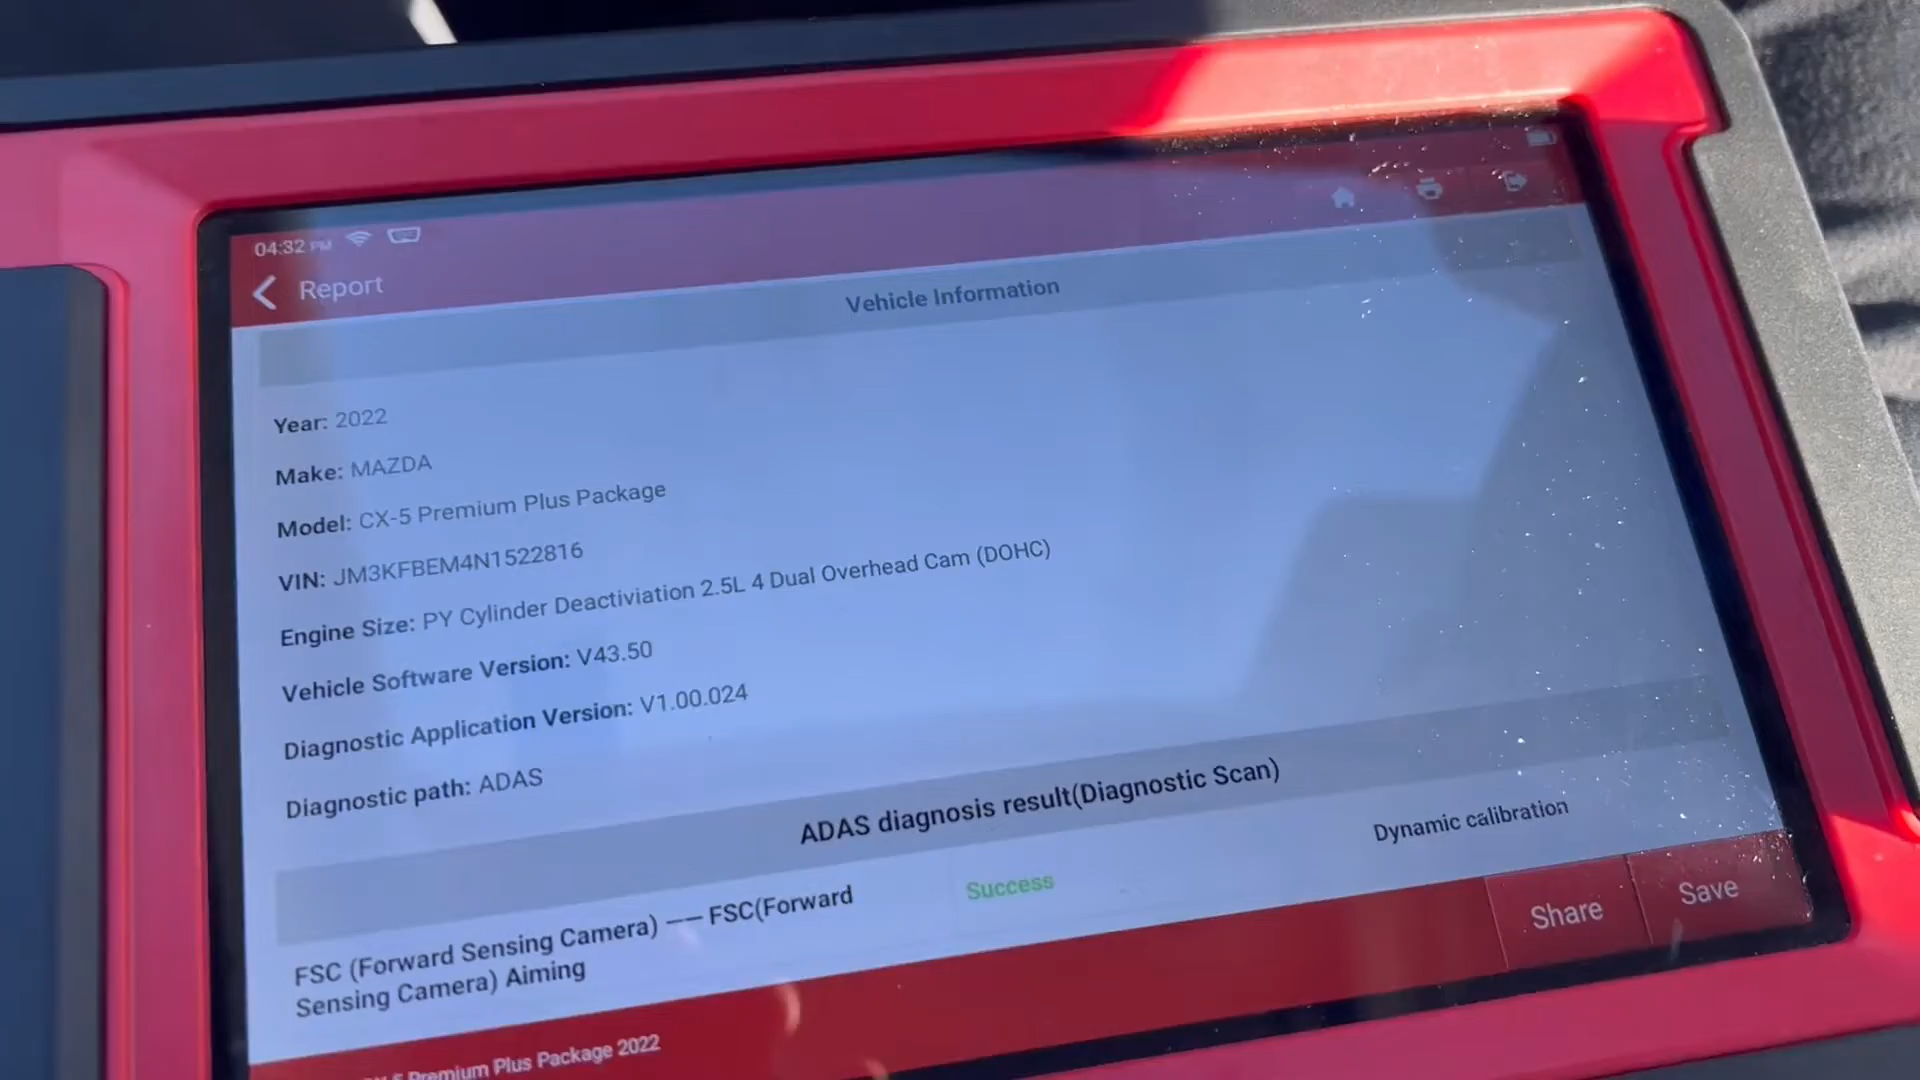 04:32 PM
Report
Vehicle Information
Year: 2022
Make: MAZDA
Model: CX-5 Premium Plus Package
VIN: JM3KFBEM4N1522816
Engine Size: PY Cylinder Deactiviation 2.5L 4 Dual Overhead Cam (DOHC)
Vehicle Software Version: V43.50
Diagnostic Application Version: V1.00.024
Diagnostic path: ADAS
ADAS diagnosis result(Diagnostic Scan)
FSC (Forward Sensing Camera) —— FSC(Forward
Sensing Camera) Aiming
Success
Dynamic calibration
Share
Save
Premium Plus Package 2022